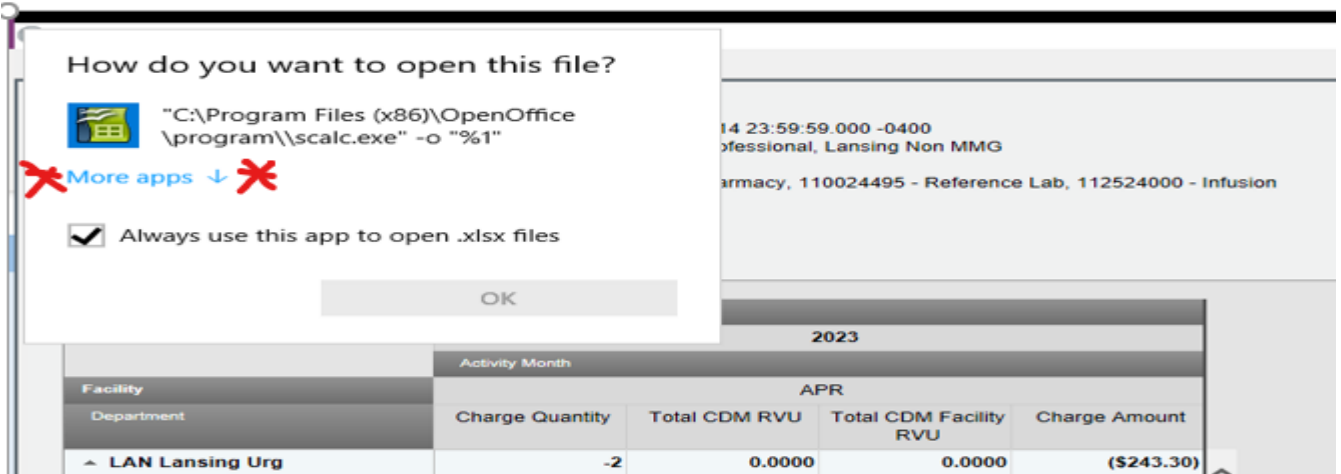 How do you want to open this file?
"C:\Program Files (x86)\OpenOffice
\program\\scalc.exe" -o "%1"
More apps ↓
Always use this app to open .xlsx files
OK
14 23:59:59.000 -0400
ofessional, Lansing Non MMG
armacy, 110024495 - Reference Lab, 112524000 - Infusion
2023
Activity Month
Facility
APR
Department
Charge Quantity
Total CDM RVU
Total CDM Facility
RVU
Charge Amount
LAN Lansing Urg
-2
0.0000
0.0000
($243.30)